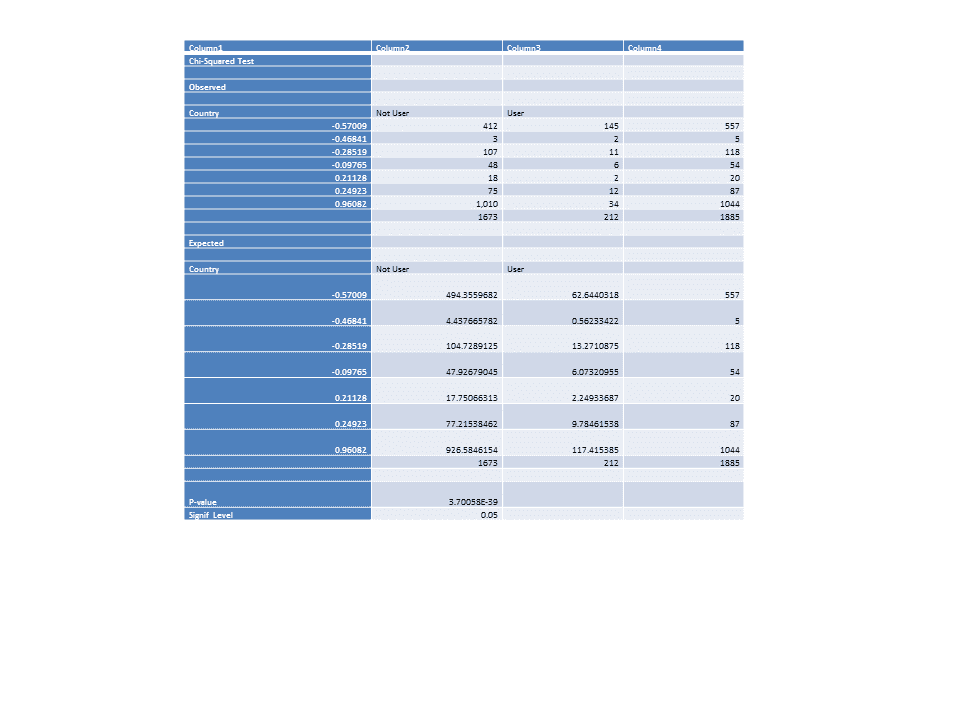 Column1 Column2 Column3 Column4
Chi-Squared Test
Observed
Country Not User User
-0.57009 412 145 557
-0.46841 3 2 5
-0.28519 107 11 118
-0.09765 48 6 54
0.21128 18 2 20
0.24923 75 12 87
0.96082 1,010 34 1044
1673 212 1885
Expected
Country Not User User
-0.57009 494.3559682 62.6440318 557
-0.46841 4.437665782 0.56233422 5
-0.28519 104.7289125 13.2710875 118
-0.09765 47.92679045 6.07320955 54
0.21128 17.75066313 2.24933687 20
0.24923 77.21538462 9.78461538 87
0.96082 926.5846154 117.415385 1044
1673 212 1885
P-value 3.70058E-39
Signif Level 0.05